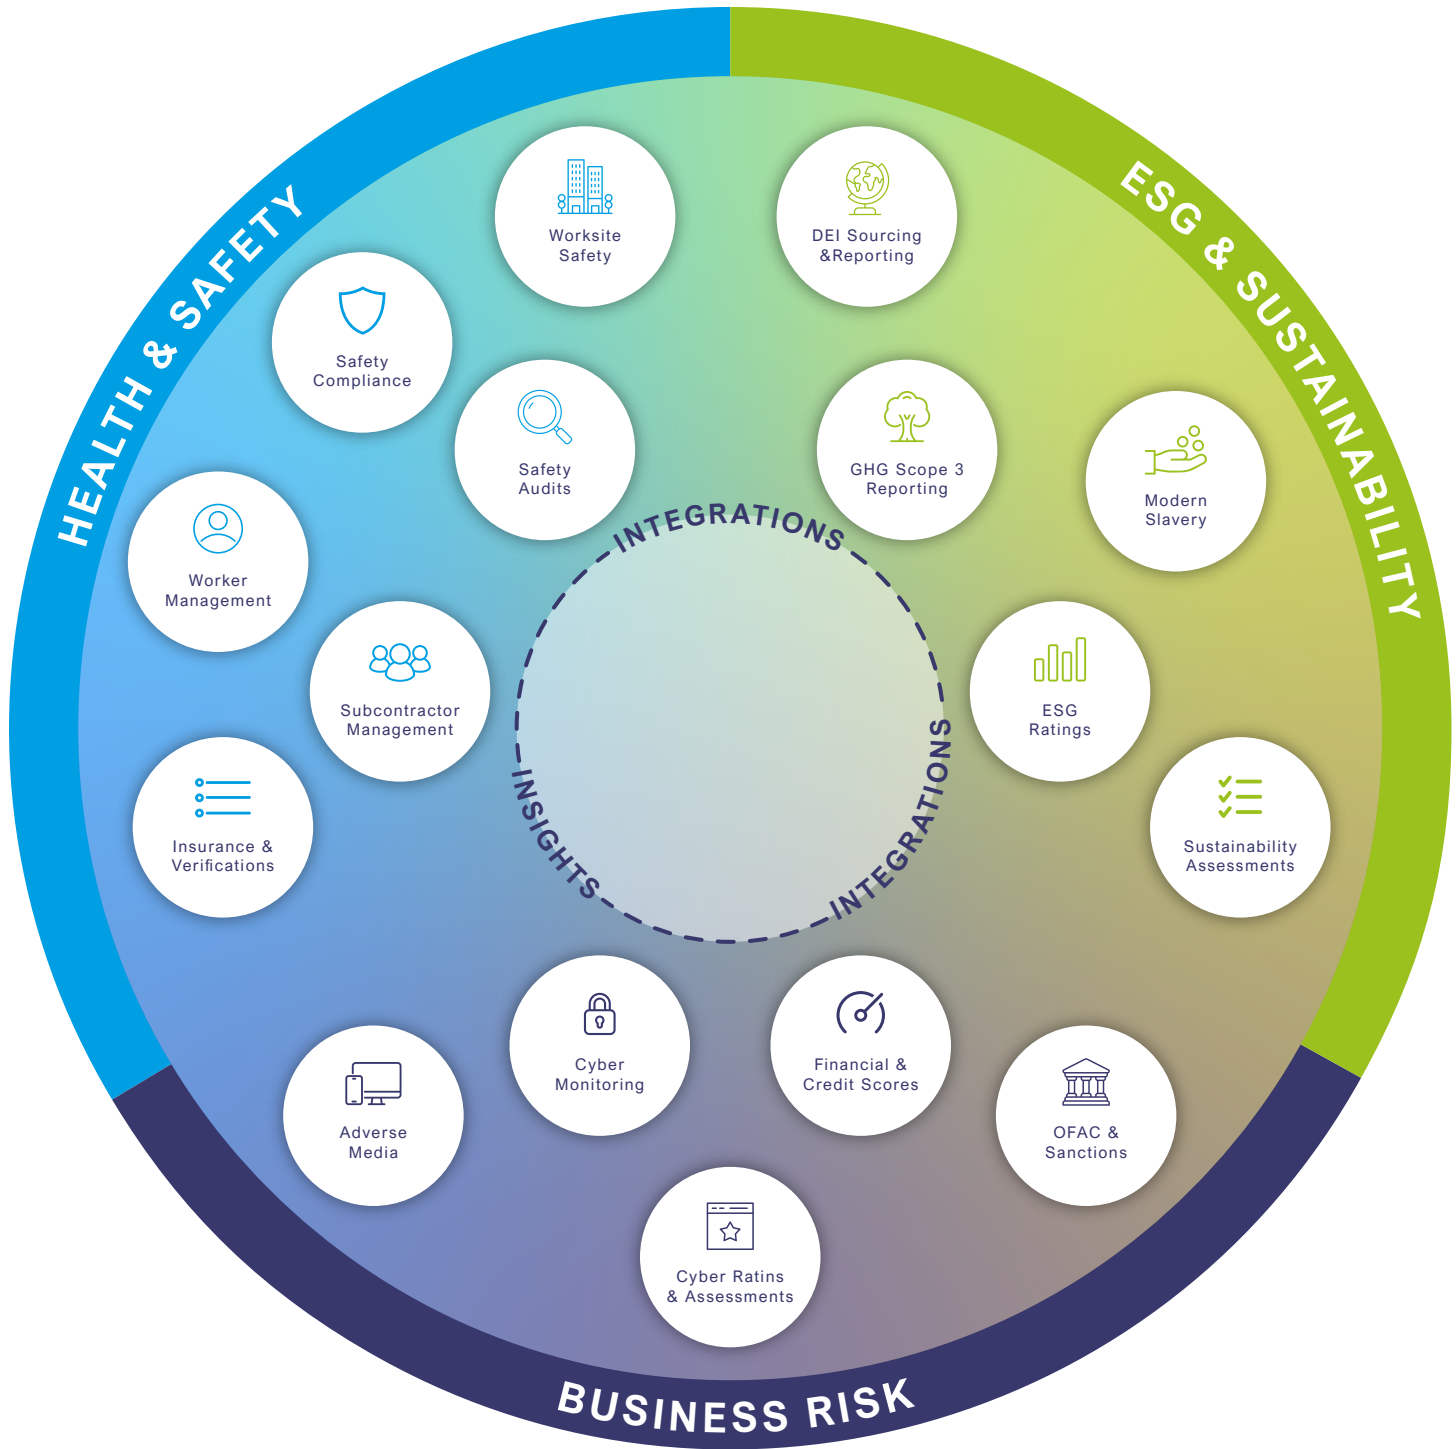 HEALTH & SAFETY
ESG & SUSTAINABILITY
BUSINESS RISK
Worksite
Safety
DEI Sourcing
&Reporting
Safety
Compliance
Safety
Audits
GHG Scope 3
Reporting
Modern
Slavery
Worker
Management
Subcontractor
Management
ESG
Ratings
Insurance &
Verifications
Sustainability
Assessments
INTEGRATIONS
INSIGHTS
INTEGRATIONS
Cyber
Monitoring
Financial &
Credit Scores
Adverse
Media
OFAC &
Sanctions
Cyber Ratins
& Assessments